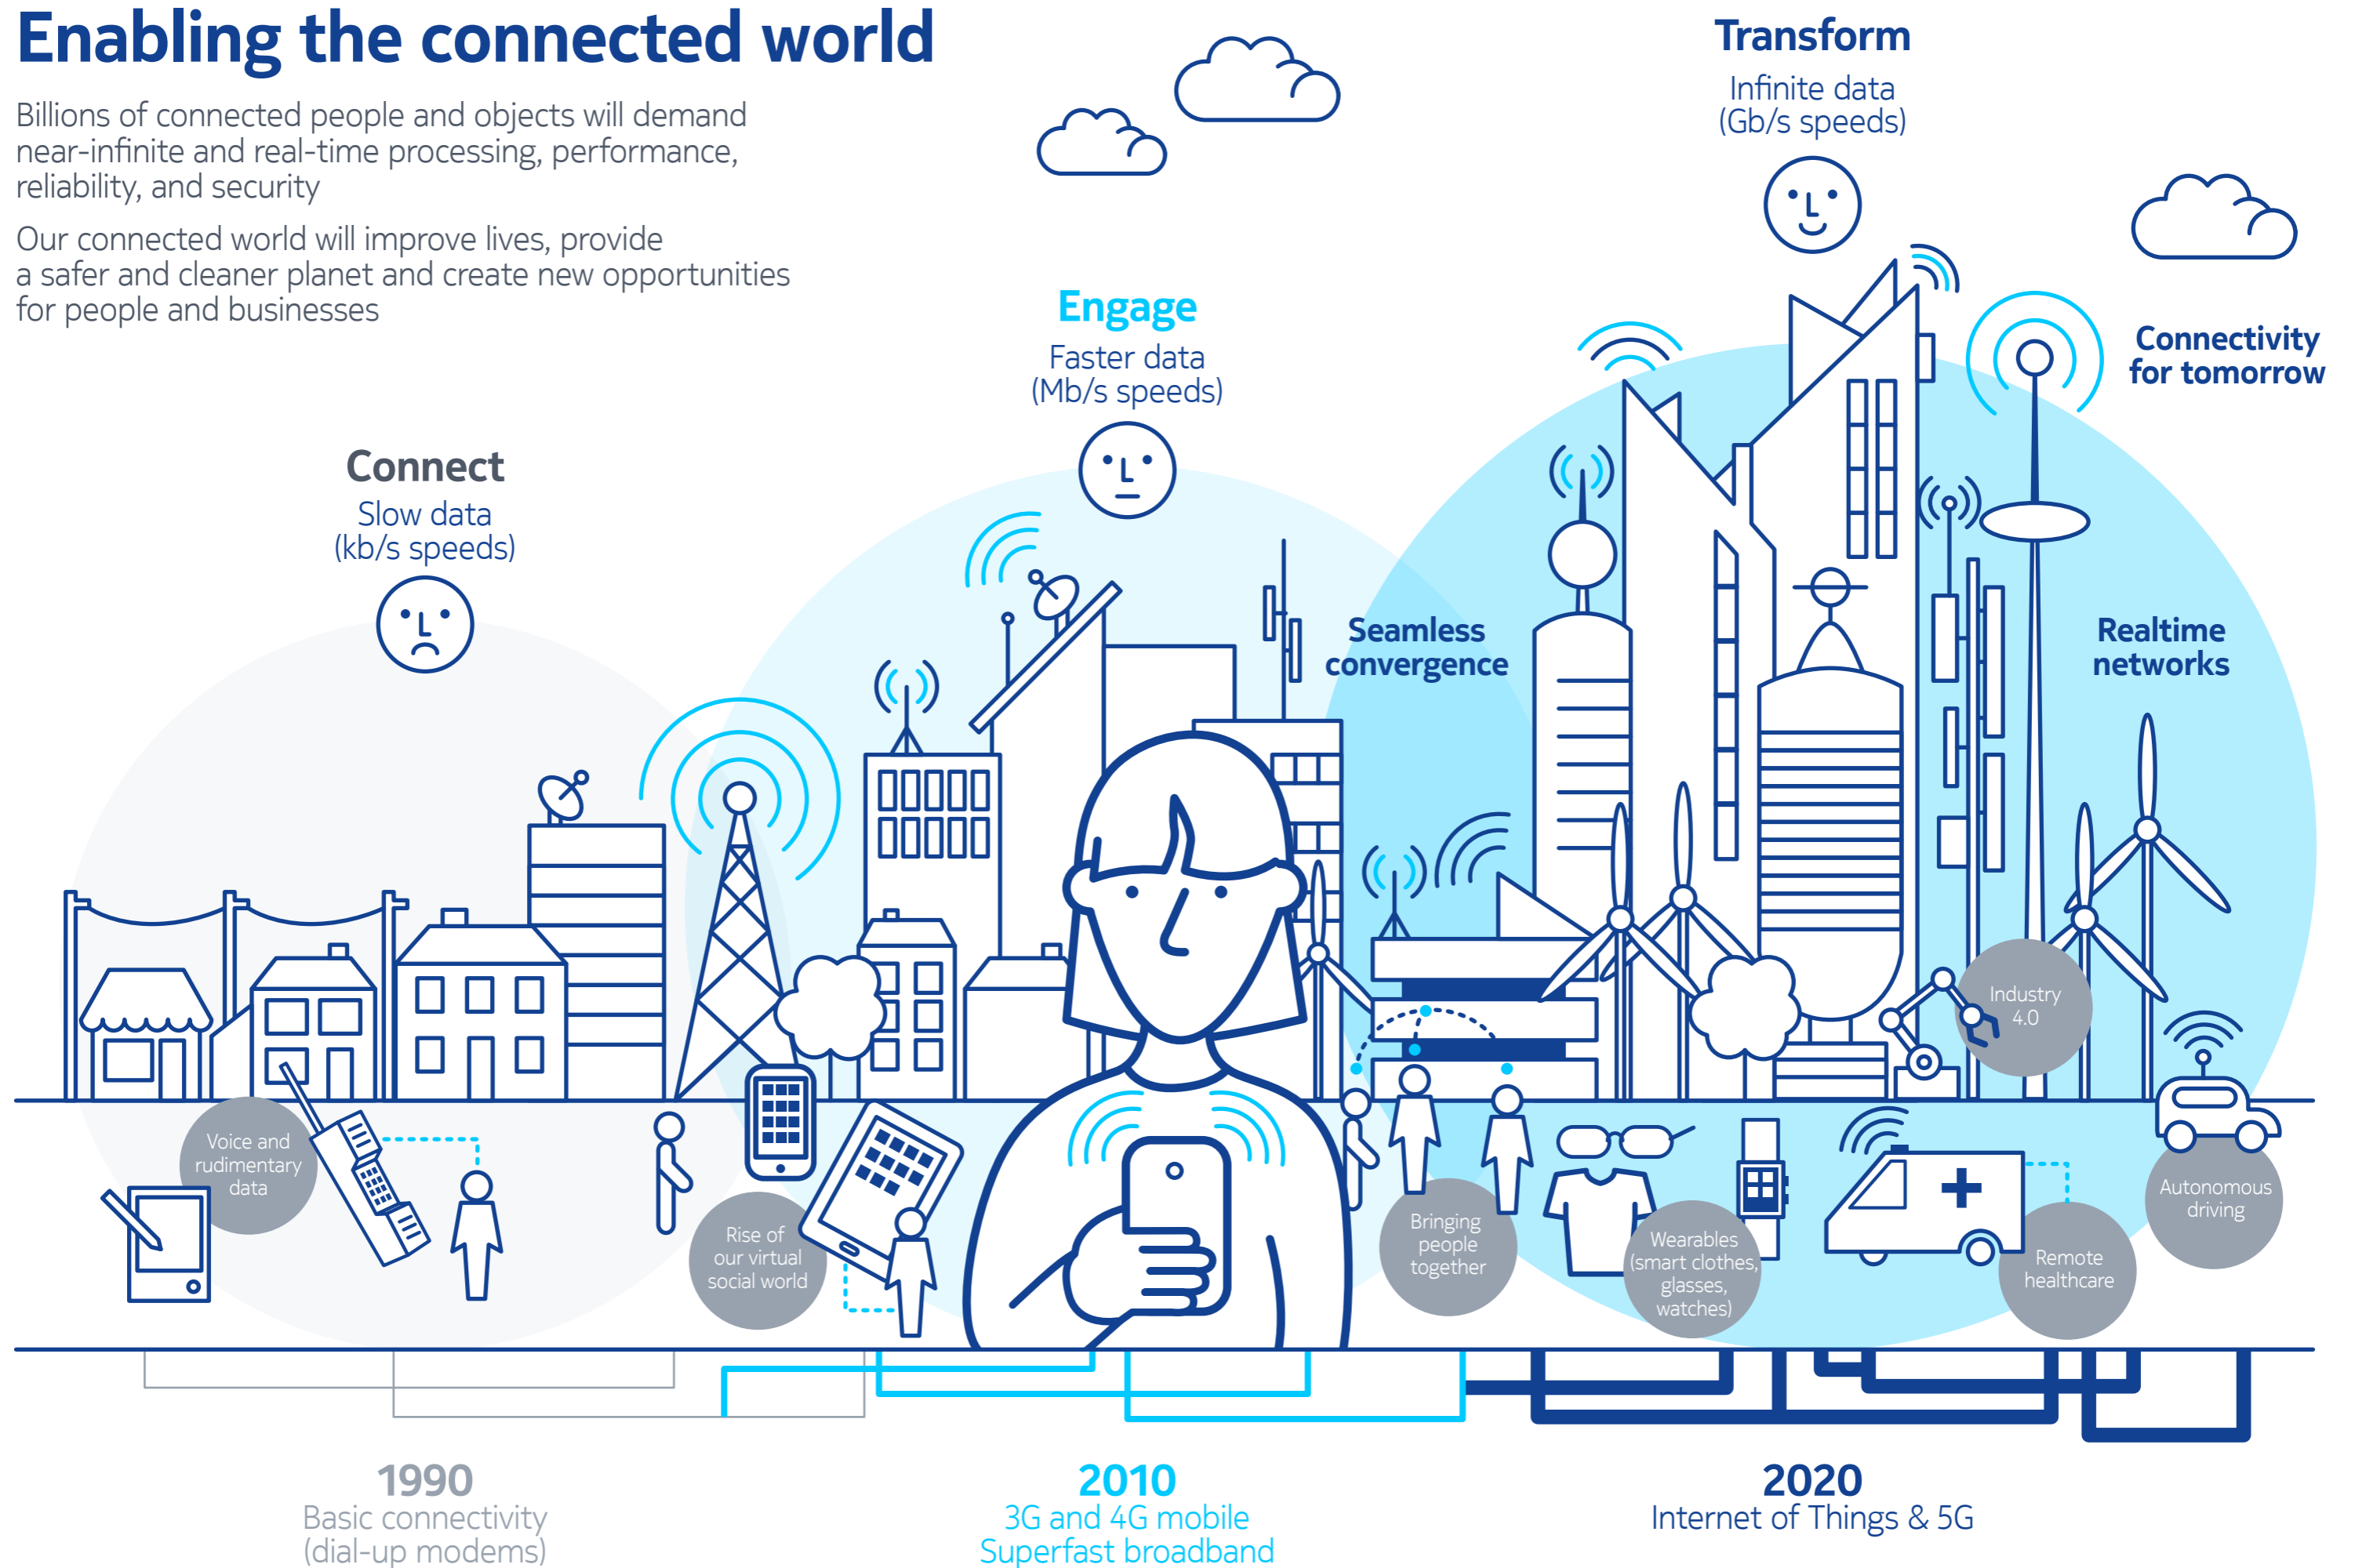 Enabling the connected world
Billions of connected people and objects will demand
near-infinite and real-time processing, performance,
reliability, and security
Our connected world will improve lives, provide
a safer and cleaner planet and create new opportunities
for people and businesses
Connect
Slow data
(kb/s speeds)
Engage
Faster data
(Mb/s speeds)
Transform
Infinite data
(Gb/s speeds)
Connectivity
for tomorrow
Seamless
convergence
Realtime
networks
Industry
4.0
Voice and
rudimentary
data
Rise of
our virtual
social world
Bringing
people
together
Wearables
(smart clothes,
glasses,
watches)
Remote
healthcare
Autonomous
driving
1990
Basic connectivity
(dial-up modems)
2010
3G and 4G mobile
Superfast broadband
2020
Internet of Things & 5G